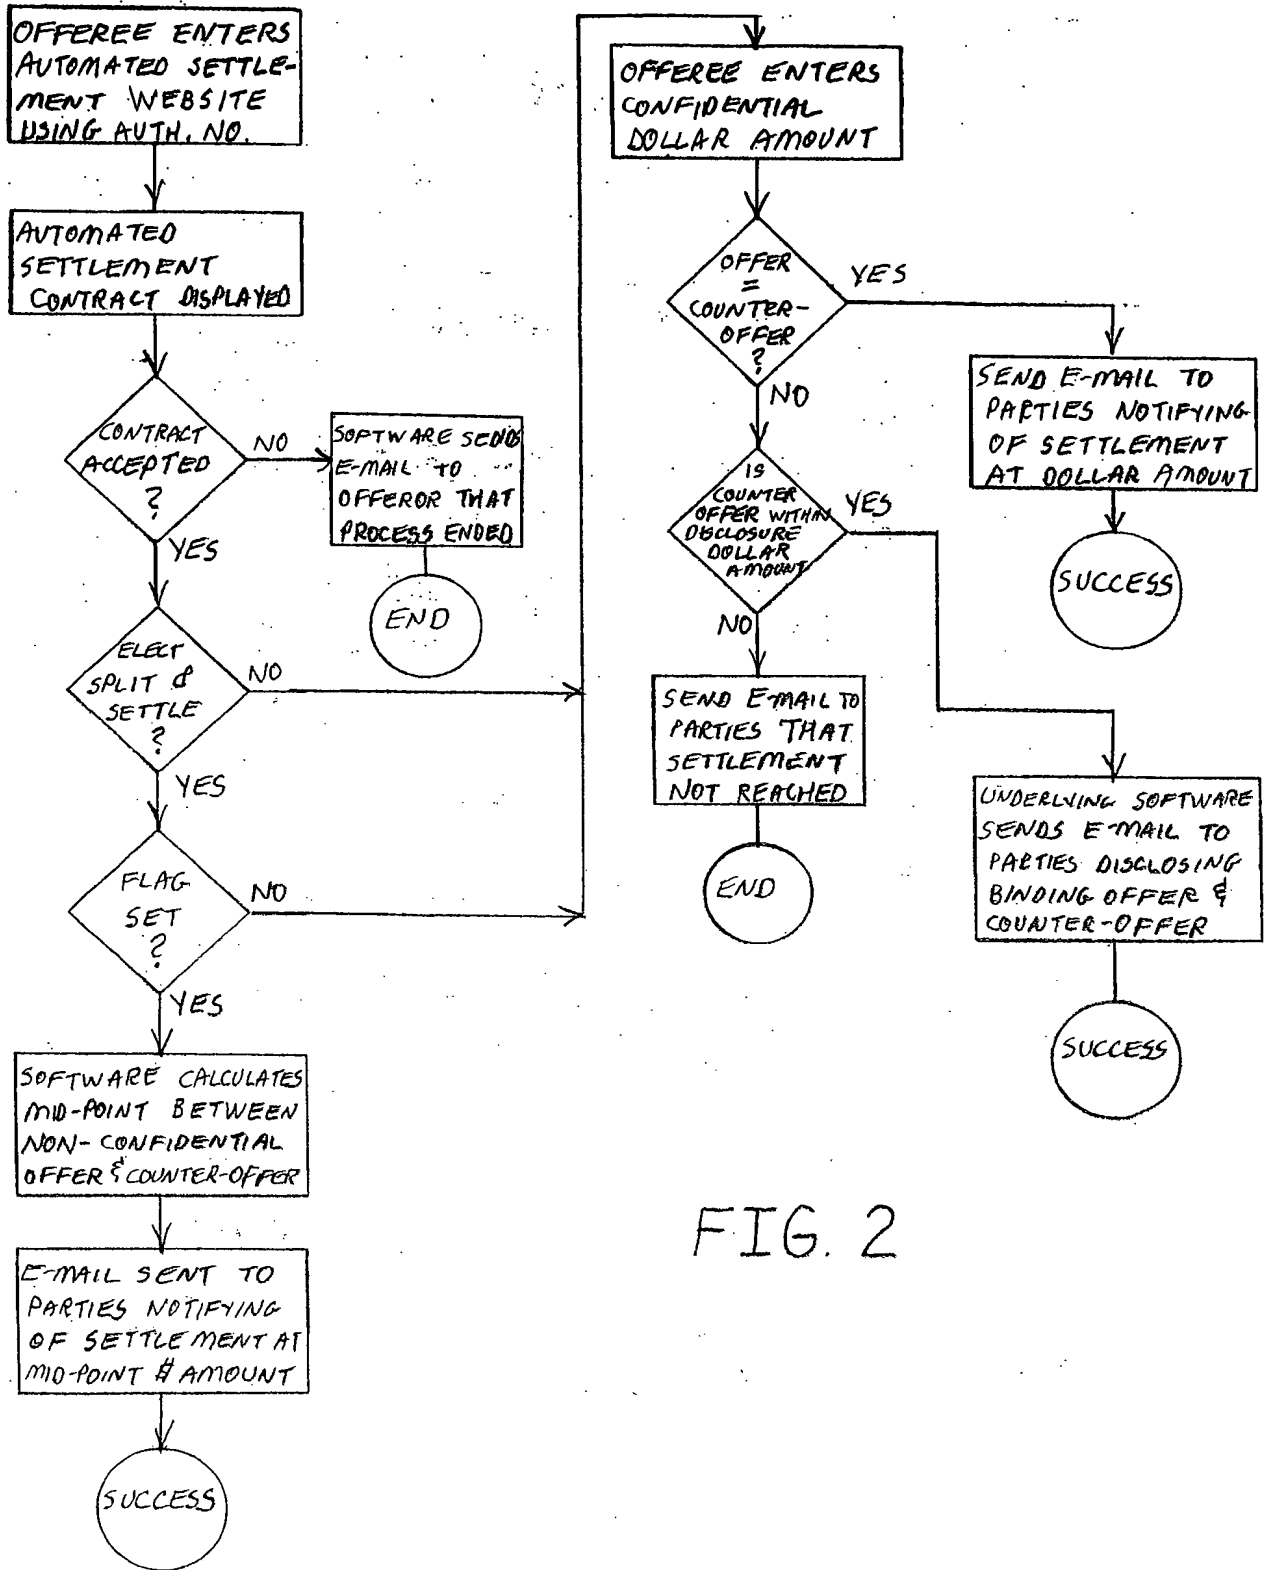 OFFEREE ENTERS
AUTOMATED SETTLE-
MENT WEBSITE
USING AUTH. NO.
AUTOMATED
SETTLEMENT
CONTRACT DISPLAYED
CONTRACT
ACCEPTED
?
NO
SOFTWARE SENDS
E-MAIL TO
OFFEROR THAT
PROCESS ENDED
END
YES
ELECT
SPLIT &
SETTLE
?
NO
YES
FLAG
SET
?
NO
YES
SOFTWARE CALCULATES
MID-POINT BETWEEN
NON-CONFIDENTIAL
OFFER & COUNTER-OFFER
E-MAIL SENT TO
PARTIES NOTIFYING
OF SETTLEMENT AT
MID-POINT $ AMOUNT
SUCCESS
OFFEREE ENTERS
CONFIDENTIAL
DOLLAR AMOUNT
OFFER
=
COUNTER-
OFFER
?
YES
SEND E-MAIL TO
PARTIES NOTIFYING
OF SETTLEMENT
AT DOLLAR AMOUNT
SUCCESS
NO
IS
COUNTER
OFFER WITHIN
DISCLOSURE
DOLLAR
AMOUNT
YES
NO
SEND E-MAIL TO
PARTIES THAT
SETTLEMENT
NOT REACHED
END
UNDERLYING SOFTWARE
SENDS E-MAIL TO
PARTIES DISCLOSING
BINDING OFFER &
COUNTER-OFFER
SUCCESS
FIG. 2